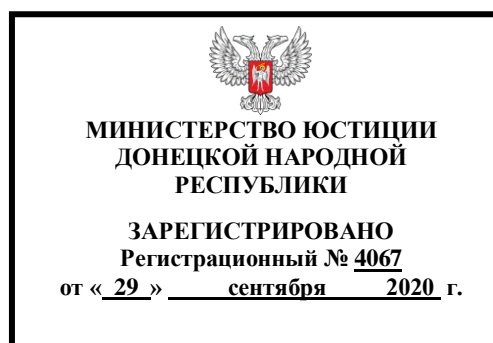 МИНИСТЕРСТВО ЮСТИЦИИ
ДОНЕЦКОЙ НАРОДНОЙ
РЕСПУБЛИКИ
ЗАРЕГИСТРИРОВАНО
Регистрационный № 4067
от « 29 » сентября 2020 г.